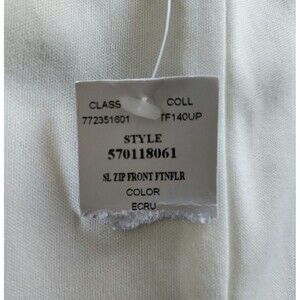 CLASS COLL
772351601 TF140UP
STYLE
570118061
SL ZIP FRONT FTNFLR
COLOR
ECRU